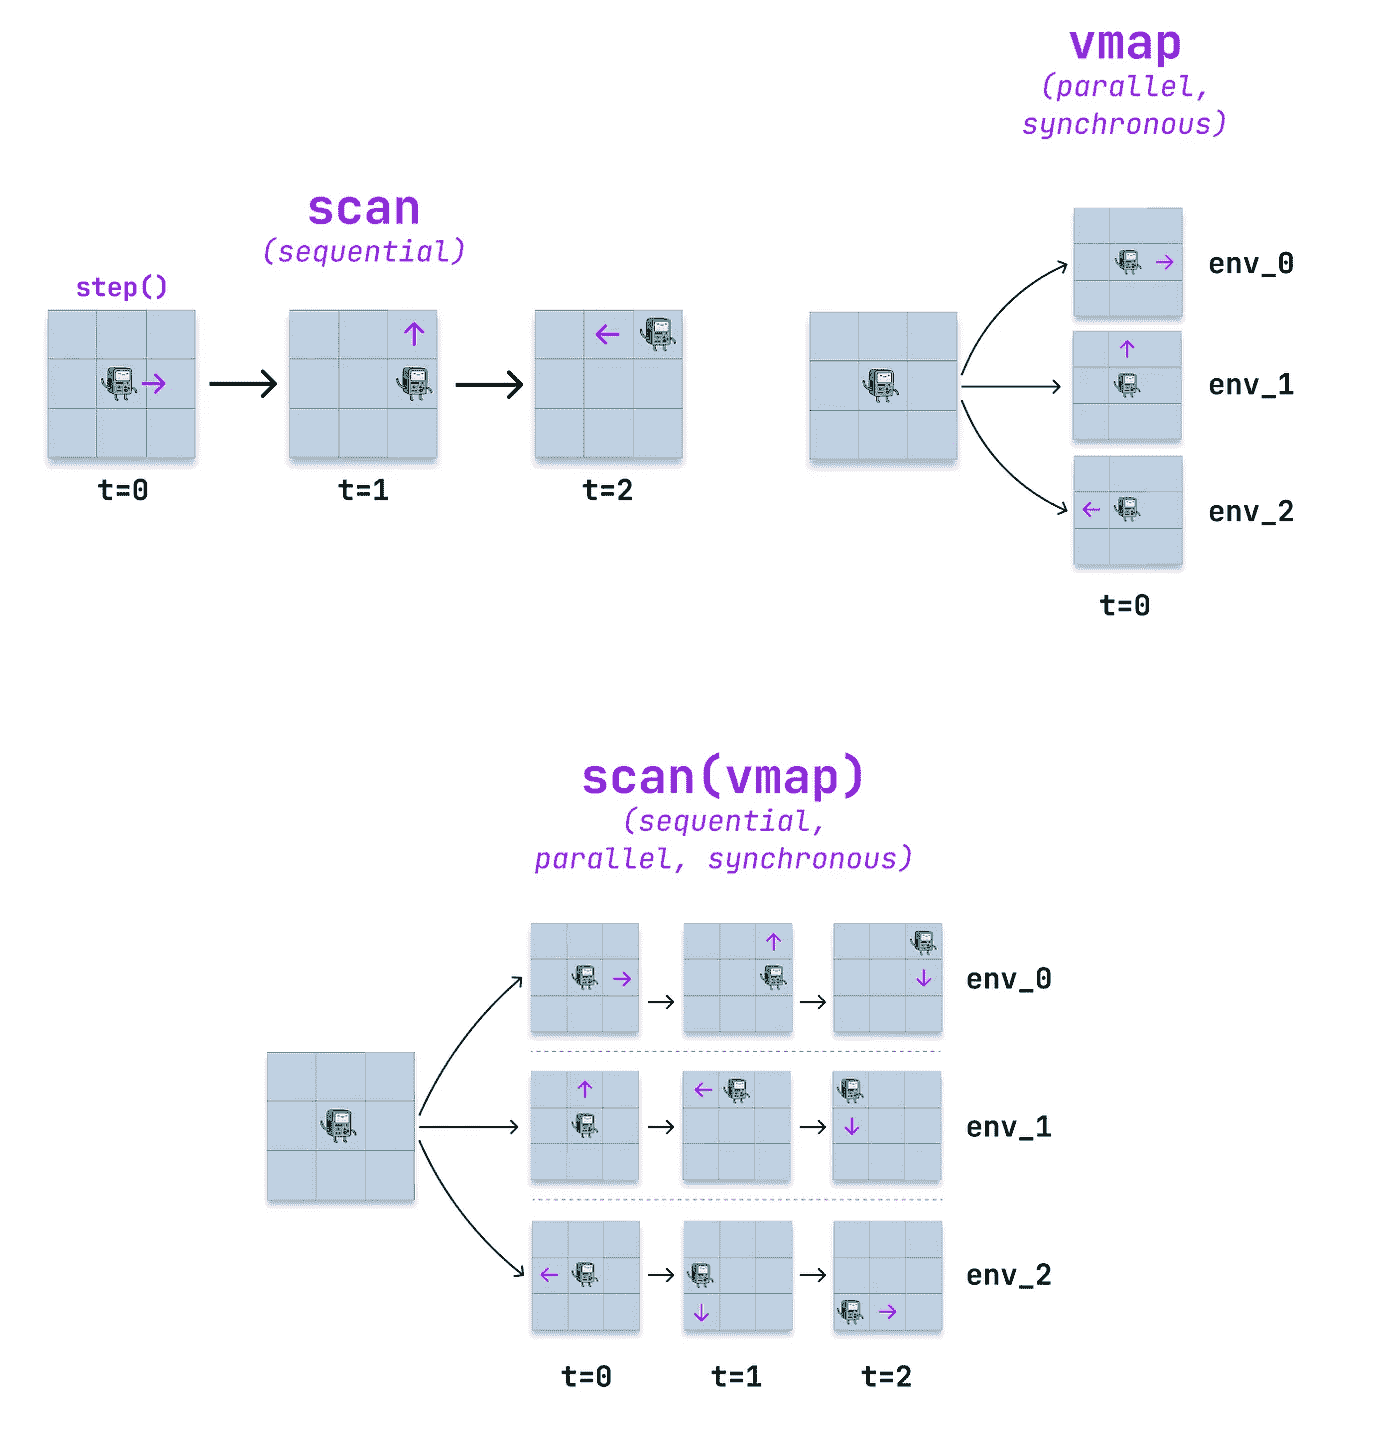 vmap
(parallel,
synchronous)
scan
(sequential)
step()
t=0
t=1
t=2
env_0
env_1
env_2
t=0
scan(vmap)
(sequential,
parallel, synchronous)
env_0
env_1
env_2
t=0
t=1
t=2